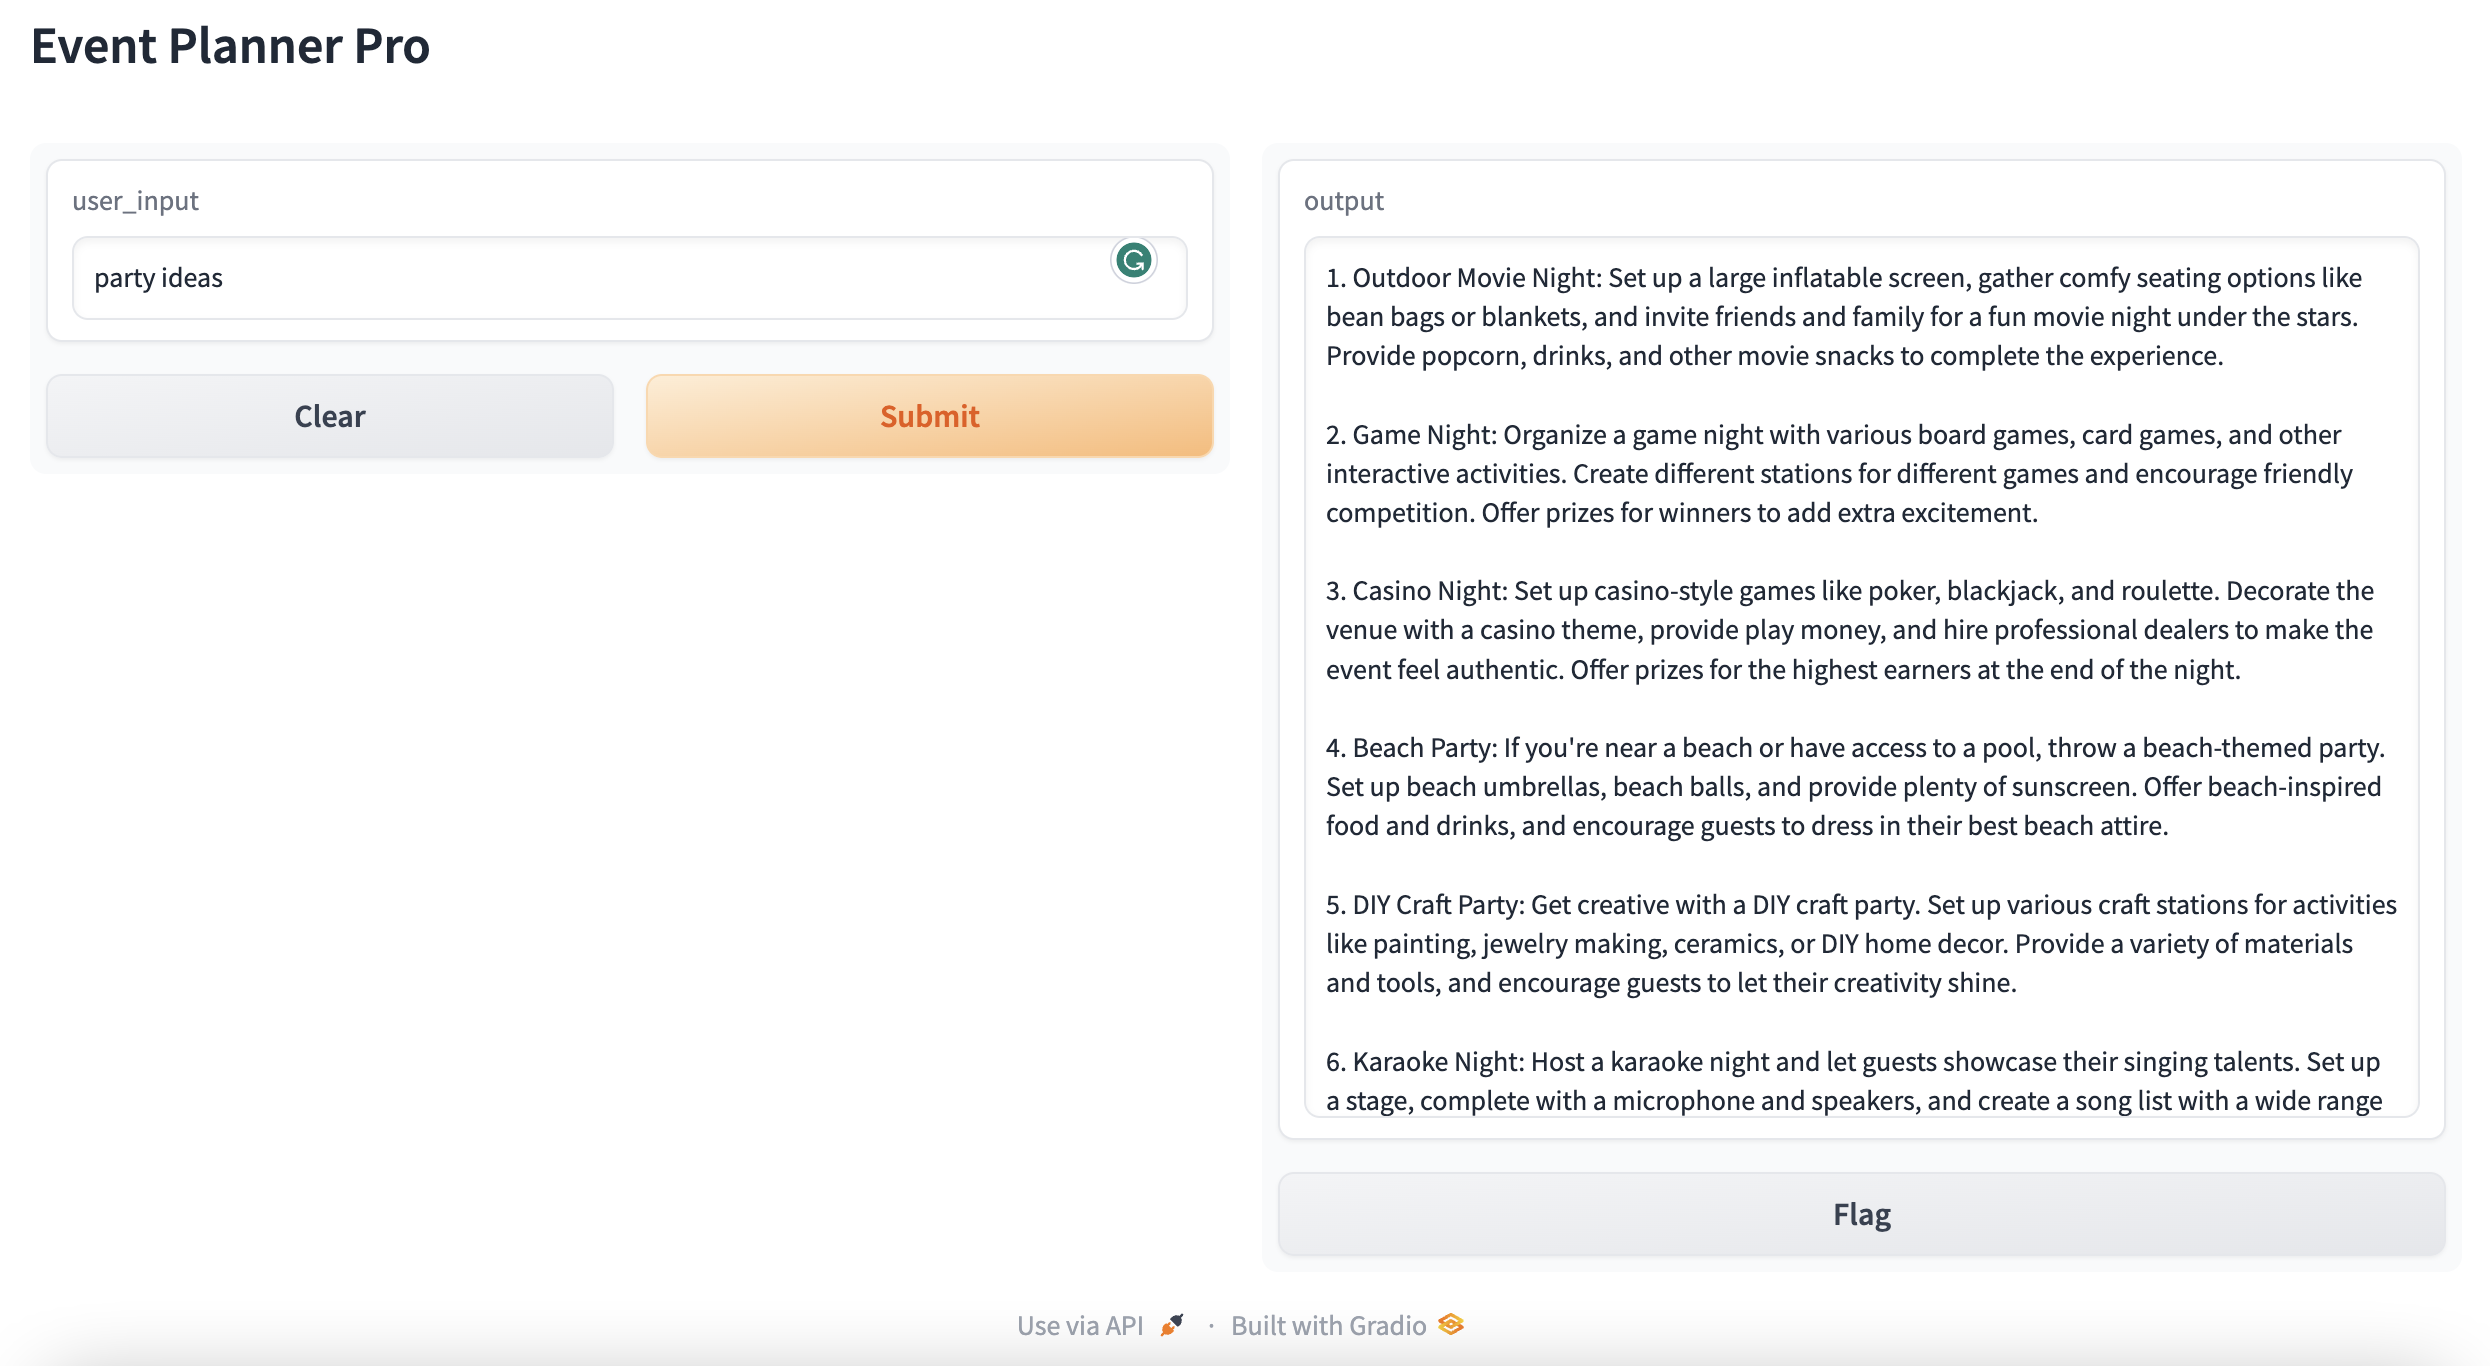 Event Planner Pro
user_input
party ideas
Clear
Submit
output
1. Outdoor Movie Night: Set up a large inflatable screen, gather comfy seating options like
bean bags or blankets, and invite friends and family for a fun movie night under the stars.
Provide popcorn, drinks, and other movie snacks to complete the experience.
2. Game Night: Organize a game night with various board games, card games, and other
interactive activities. Create different stations for different games and encourage friendly
competition. Offer prizes for winners to add extra excitement.
3. Casino Night: Set up casino-style games like poker, blackjack, and roulette. Decorate the
venue with a casino theme, provide play money, and hire professional dealers to make the
event feel authentic. Offer prizes for the highest earners at the end of the night.
4. Beach Party: If you're near a beach or have access to a pool, throw a beach-themed party.
Set up beach umbrellas, beach balls, and provide plenty of sunscreen. Offer beach-inspired
food and drinks, and encourage guests to dress in their best beach attire.
5. DIY Craft Party: Get creative with a DIY craft party. Set up various craft stations for activities
like painting, jewelry making, ceramics, or DIY home decor. Provide a variety of materials
and tools, and encourage guests to let their creativity shine.
6. Karaoke Night: Host a karaoke night and let guests showcase their singing talents. Set up
a stage, complete with a microphone and speakers, and create a song list with a wide range
Flag
Use via API · Built with Gradio